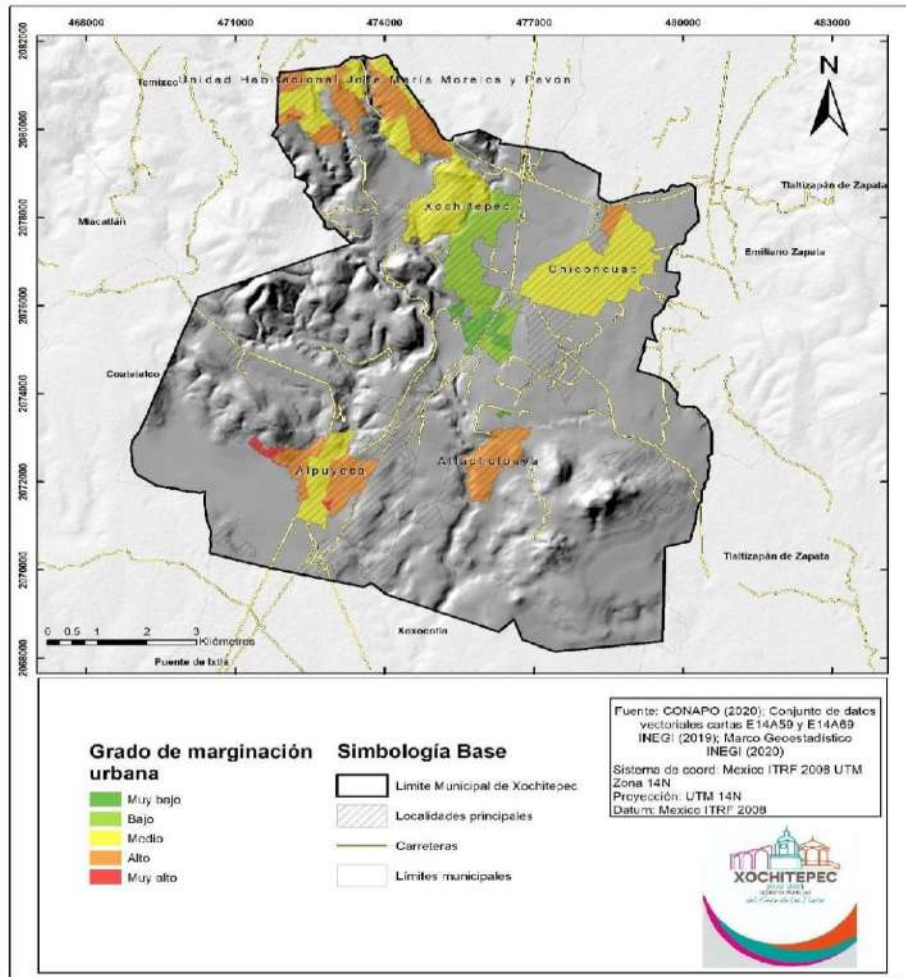 468000 471000 474000 477000 480000 483000
2082000
2080000
2078000
2076000
2074000
2072000
2070000
2068000
Temixco
Unidad Habitacional José María Morelos y Pavón
N
Tlaltizapán de Zapata
Miacatlán
Xochitepec
Emiliano Zapata
Chiconcuac
Coatetelco
Alpuyeca
Atlacholoaya
Tlaltizapán de Zapata
Xoxocotla
0 0.5 1 2 3
Kilómetros
Puente de Ixtla
Grado de marginación
urbana
Muy bajo
Bajo
Medio
Alto
Muy alto
Simbología Base
Limite Municipal de Xochitepec
Localidades principales
Carreteras
Límites municipales
Fuente: CONAPO (2020); Conjunto de datos
vectoriales cartas E14A59 y E14A69
INEGI (2019); Marco Geoestadístico
INEGI (2020)
Sistema de coord: Mexico ITRF 2008 UTM
Zona 14N
Proyección: UTM 14N
Datum: Mexico ITRF 2008
XOCHITEPEC